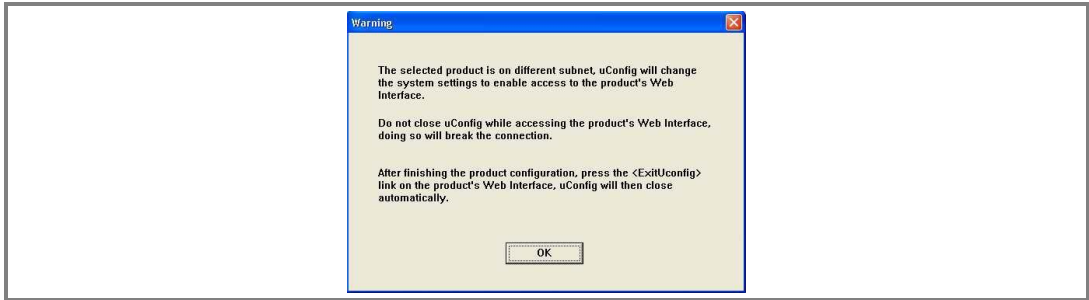 Warning
The selected product is on different subnet, uConfig will change
the system settings to enable access to the product's Web
Interface.
Do not close uConfig while accessing the product's Web Interface,
doing so will break the connection.
After finishing the product configuration, press the <ExitUconfig>
link on the product's Web Interface, uConfig will then close
automatically.
OK